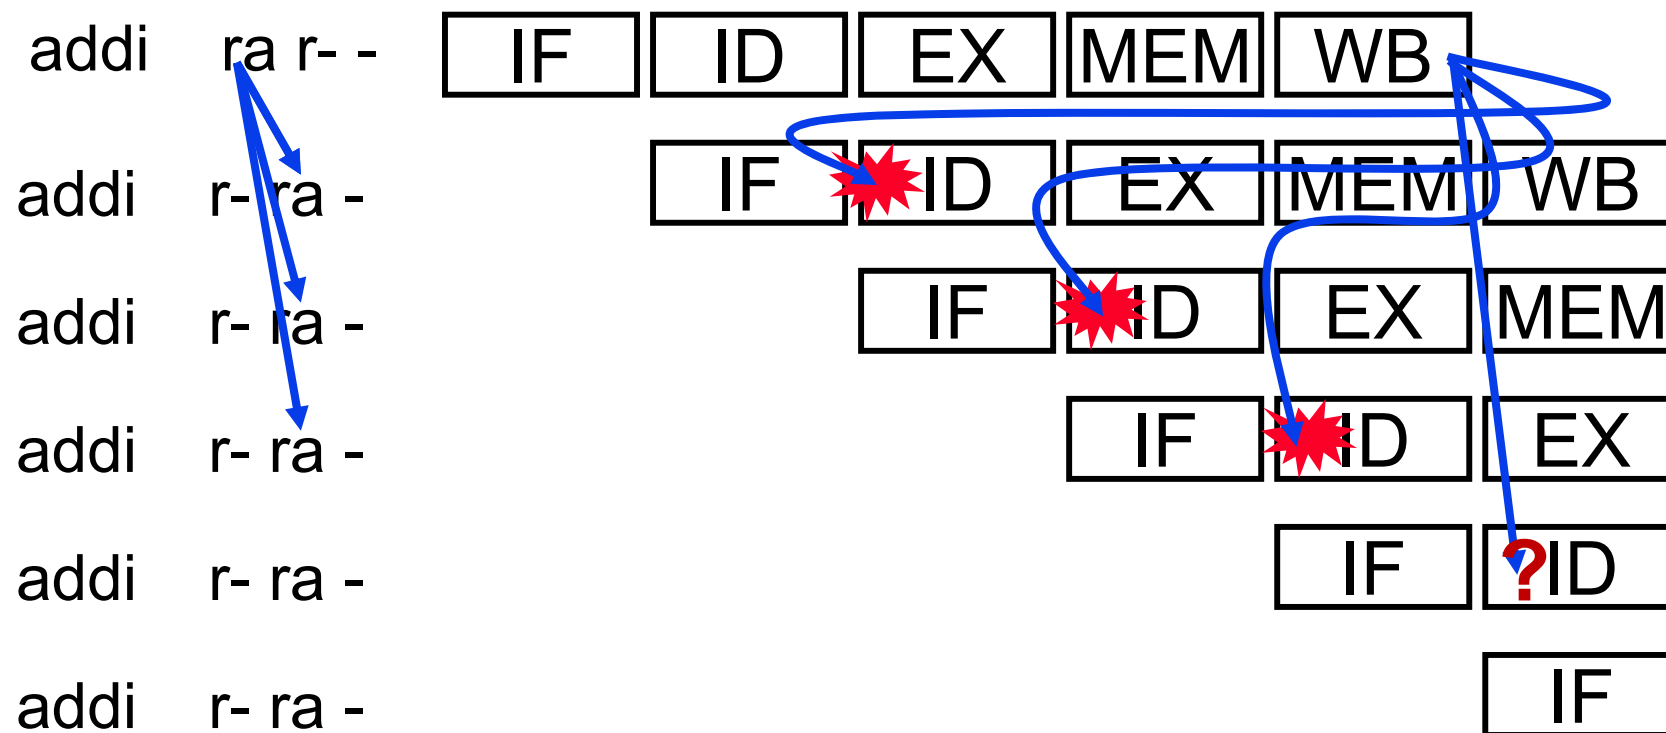 addi ra r- - IF ID EX MEM WB
addi r- ra - IF ID EX MEM WB
addi r- ra - IF ID EX MEM
addi r- ra - IF ID EX
addi r- ra - IF ?ID
addi r- ra - IF